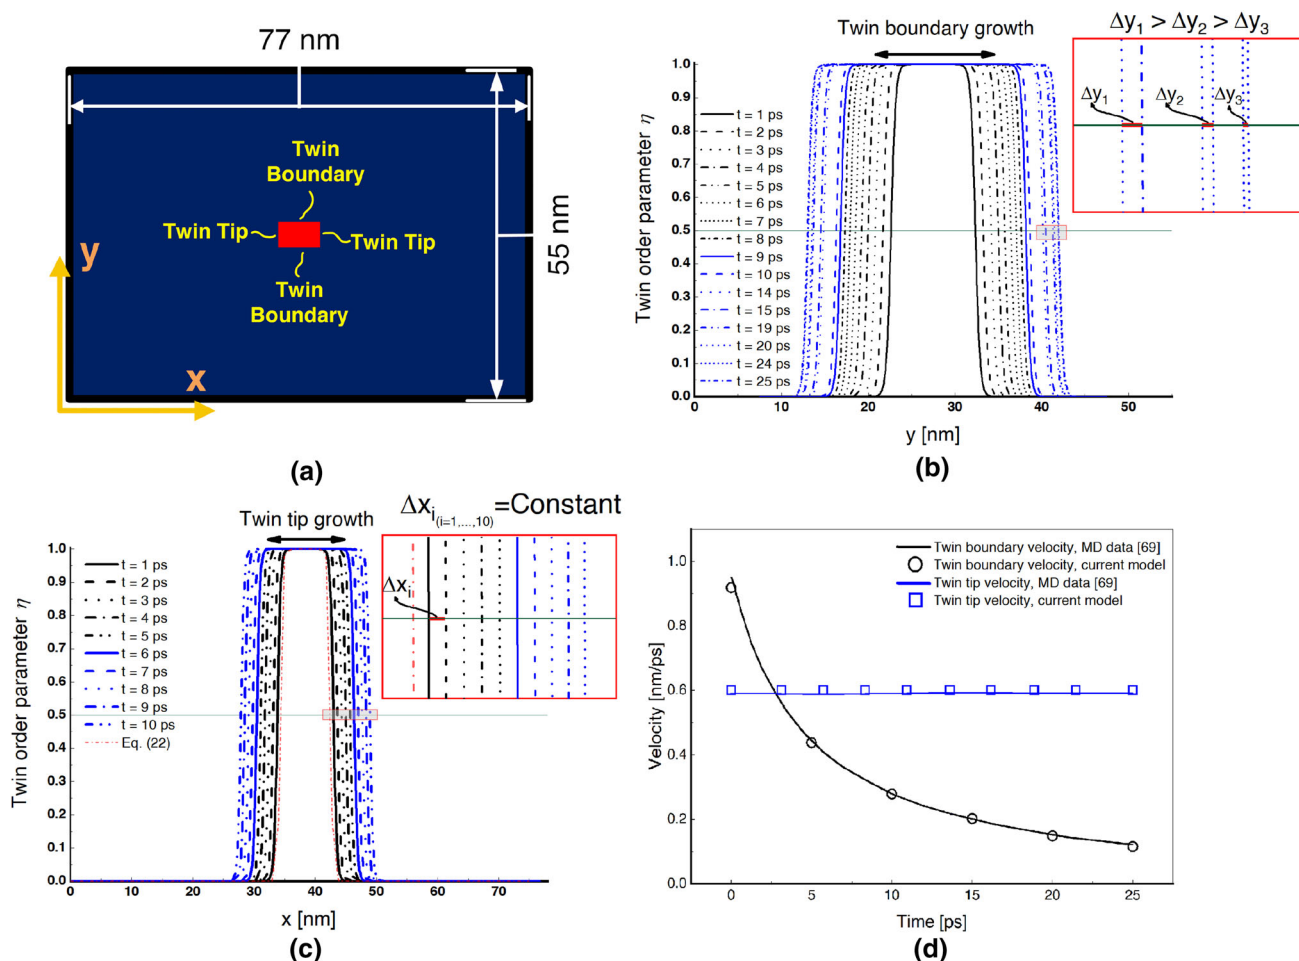 77 nm
55 nm
Twin
Boundary
Twin Tip
Twin Tip
Twin
Boundary
y
x
(a)
Twin boundary growth
Δy₁ > Δy₂ > Δy₃
Δy₁
Δy₂
Δy₃
Twin order parameter η
1.0
0.9
0.8
0.7
0.6
0.5
0.4
0.3
0.2
0.1
0.0
t = 1 ps
t = 2 ps
t = 3 ps
t = 4 ps
t = 5 ps
t = 6 ps
t = 7 ps
t = 8 ps
t = 9 ps
t = 10 ps
t = 14 ps
t = 15 ps
t = 19 ps
t = 20 ps
t = 24 ps
t = 25 ps
0 10 20 30 40 50
y [nm]
(b)
Twin tip growth
Δxᵢ₍ᵢ₌₁,...,₁₀₎=Constant
Δxᵢ
Twin order parameter η
1.0
0.9
0.8
0.7
0.6
0.5
0.4
0.3
0.2
0.1
0.0
t = 1 ps
t = 2 ps
t = 3 ps
t = 4 ps
t = 5 ps
t = 6 ps
t = 7 ps
t = 8 ps
t = 9 ps
t = 10 ps
Eq. (22)
0 10 20 30 40 50 60 70
x [nm]
(c)
Twin boundary velocity, MD data [69]
Twin boundary velocity, current model
Twin tip velocity, MD data [69]
Twin tip velocity, current model
Velocity [nm/ps]
1.0
0.8
0.6
0.4
0.2
0.0
0 5 10 15 20 25
Time [ps]
(d)